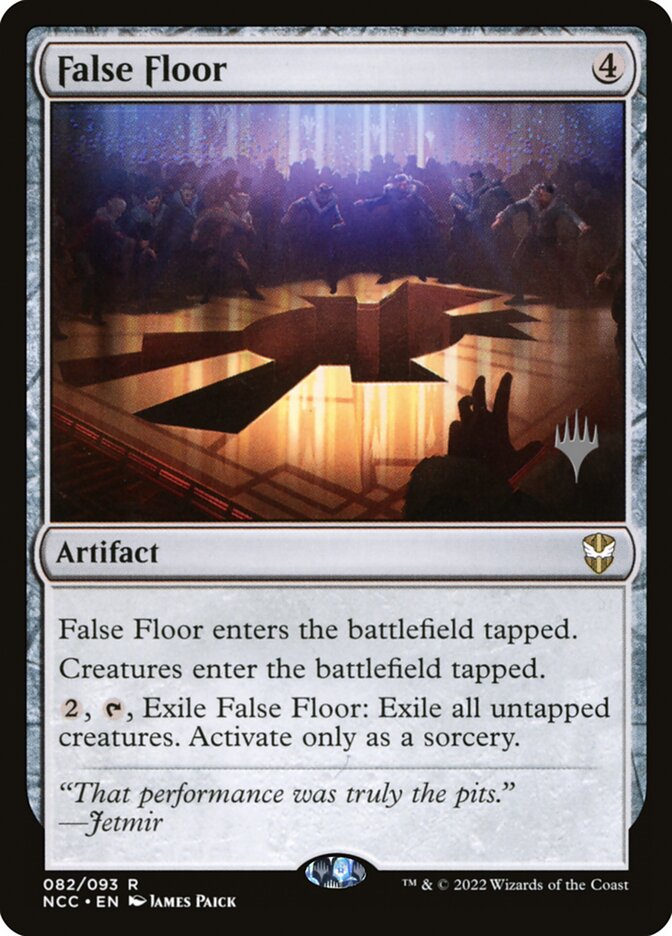 False Floor 4
Artifact
False Floor enters the battlefield tapped.
Creatures enter the battlefield tapped.
2, , Exile False Floor: Exile all untapped
creatures. Activate only as a sorcery.
“That performance was truly the pits.”
—Jetmir
082/093 R
NCC • EN James Paick
™ & © 2022 Wizards of the Coast